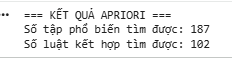 ••• === KẾT QUẢ APRIORI ===
Số tập phổ biến tìm được: 187
Số luật kết hợp tìm được: 102